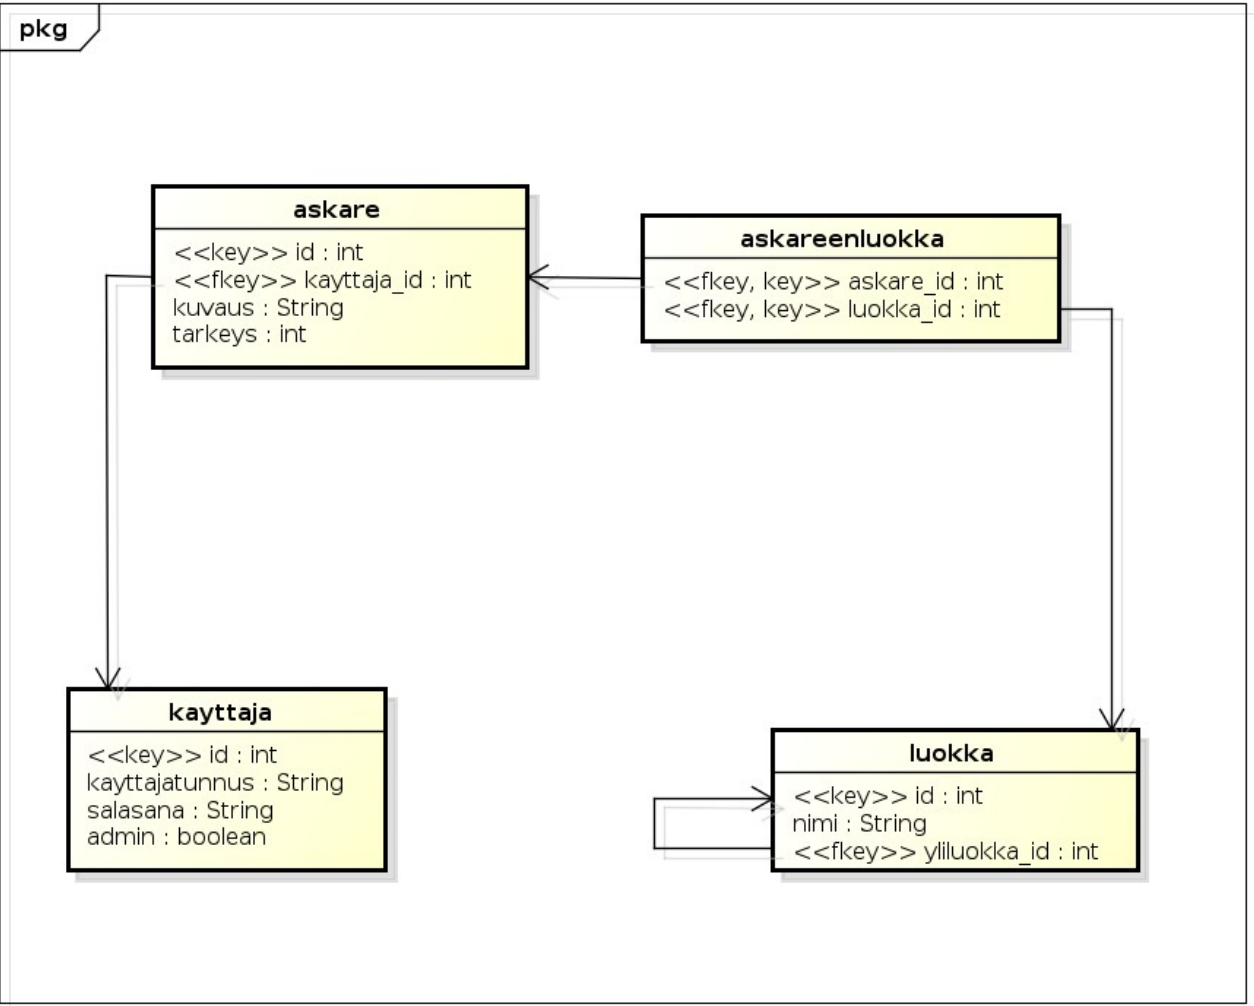 pkg
askare
<<key>> id : int
<<fkey>> kayttaja_id : int
kuvaus : String
tarkeys : int
askareenluokka
<<fkey, key>> askare_id : int
<<fkey, key>> luokka_id : int
kayttaja
<<key>> id : int
kayttajatunnus : String
salasana : String
admin : boolean
luokka
<<key>> id : int
nimi : String
<<fkey>> yliluokka_id : int